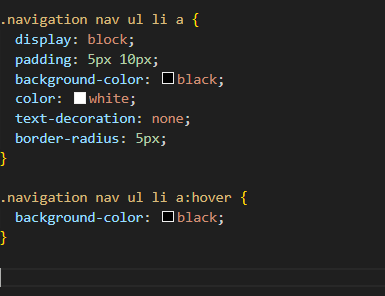 .navigation nav ul li a {
  display: block;
  padding: 5px 10px;
  background-color: black;
  color: white;
  text-decoration: none;
  border-radius: 5px;
}

.navigation nav ul li a:hover {
  background-color: black;
}